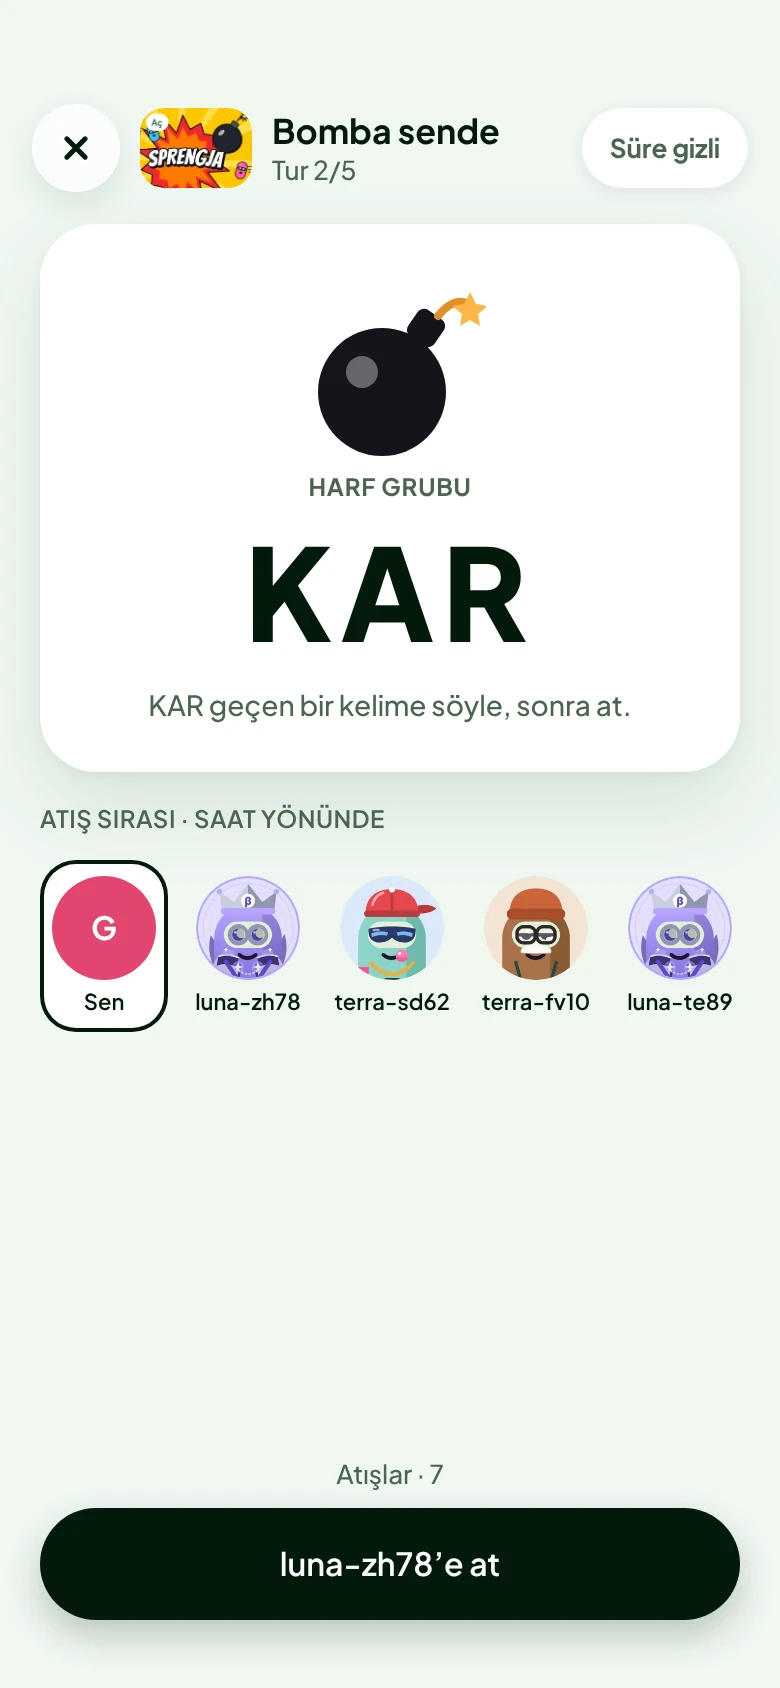 Aç
SPRENGJA
Bomba sende
Tur 2/5
Süre gizli
HARF GRUBU
KAR
KAR geçen bir kelime söyle, sonra at.
ATIŞ SIRASI · SAAT YÖNÜNDE
G
β
β
Sen
luna-zh78
terra-sd62
terra-fv10
luna-te89
Atışlar · 7
luna-zh78’e at